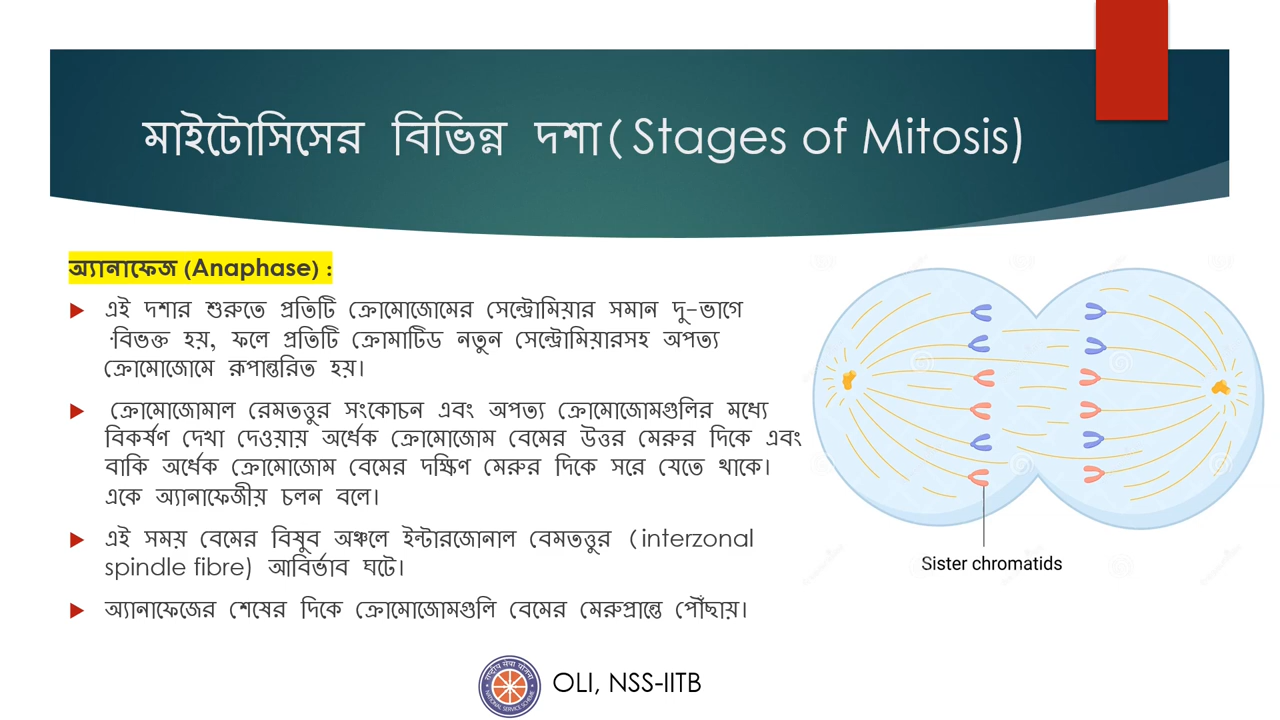 মাইটোসিসের বিভিন্ন দশা(Stages of Mitosis)
অ্যানাফেজ (Anaphase) :
এই দশার শুরুতে প্রতিটি ক্রোমোজোমের সেন্ট্রোমিয়ার সমান দু-ভাগে
·বিভক্ত হয়, ফলে প্রতিটি ক্রোমাটিড নতুন সেন্ট্রোমিয়ারসহ অপত্য
ক্রোমোজোমে রূপান্তরিত হয়।
ক্রোমোজোমাল রেমতত্তুর সংকোচন এবং অপত্য ক্রোমোজোমগুলির মধ্যে
বিকর্ষণ দেখা দেওয়ায় অর্ধেক ক্রোমোজোম বেমের উত্তর মেরুর দিকে এবং
বাকি অর্ধেক ক্রোমোজোম বেমের দক্ষিণ মেরুর দিকে সরে যেতে থাকে।
একে অ্যানাফেজীয় চলন বলে।
এই সময় বেমের বিষুব অঞ্চলে ইন্টারজোনাল বেমতত্তুর (interzonal
spindle fibre) আবির্ভাব ঘটে।
অ্যানাফেজের শেষের দিকে ক্রোমোজোমগুলি বেমের মেরুপ্রান্তে পৌঁছায়।
Sister chromatids
OLI, NSS-IITB